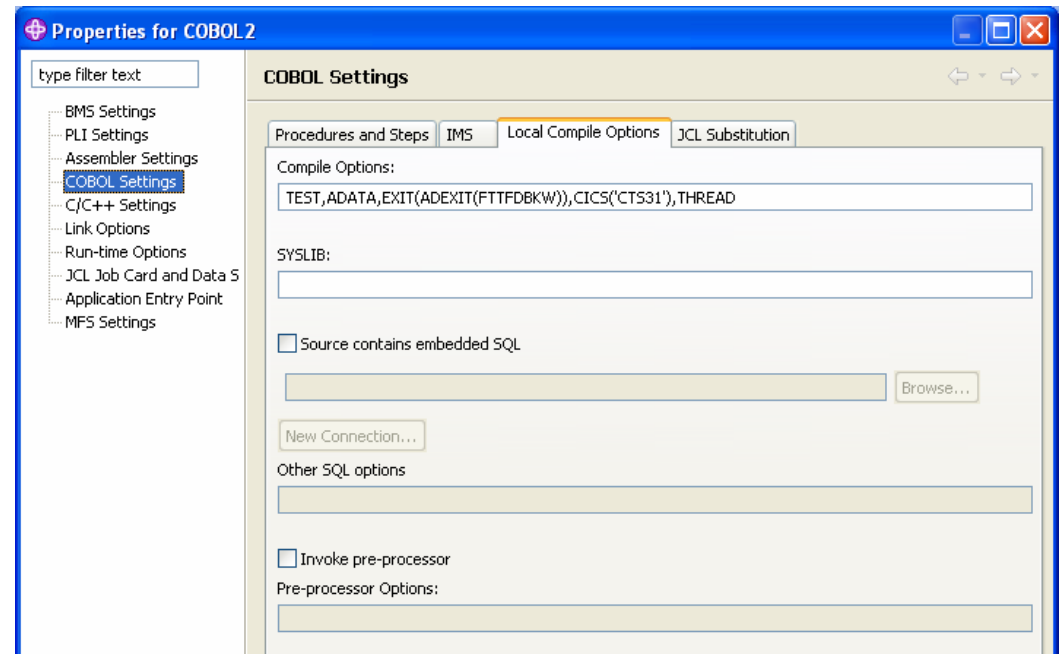 Properties for COBOL2
type filter text
BMS Settings
PLI Settings
Assembler Settings
COBOL Settings
C/C++ Settings
Link Options
Run-time Options
JCL Job Card and Data S
Application Entry Point
MFS Settings
COBOL Settings
Procedures and Steps IMS Local Compile Options JCL Substitution
Compile Options:
TEST,ADATA,EXIT(ADEXIT(FTTFDBKW)),CICS('CTS31'),THREAD
SYSLIB:
Source contains embedded SQL
Browse...
New Connection...
Other SQL options
Invoke pre-processor
Pre-processor Options: